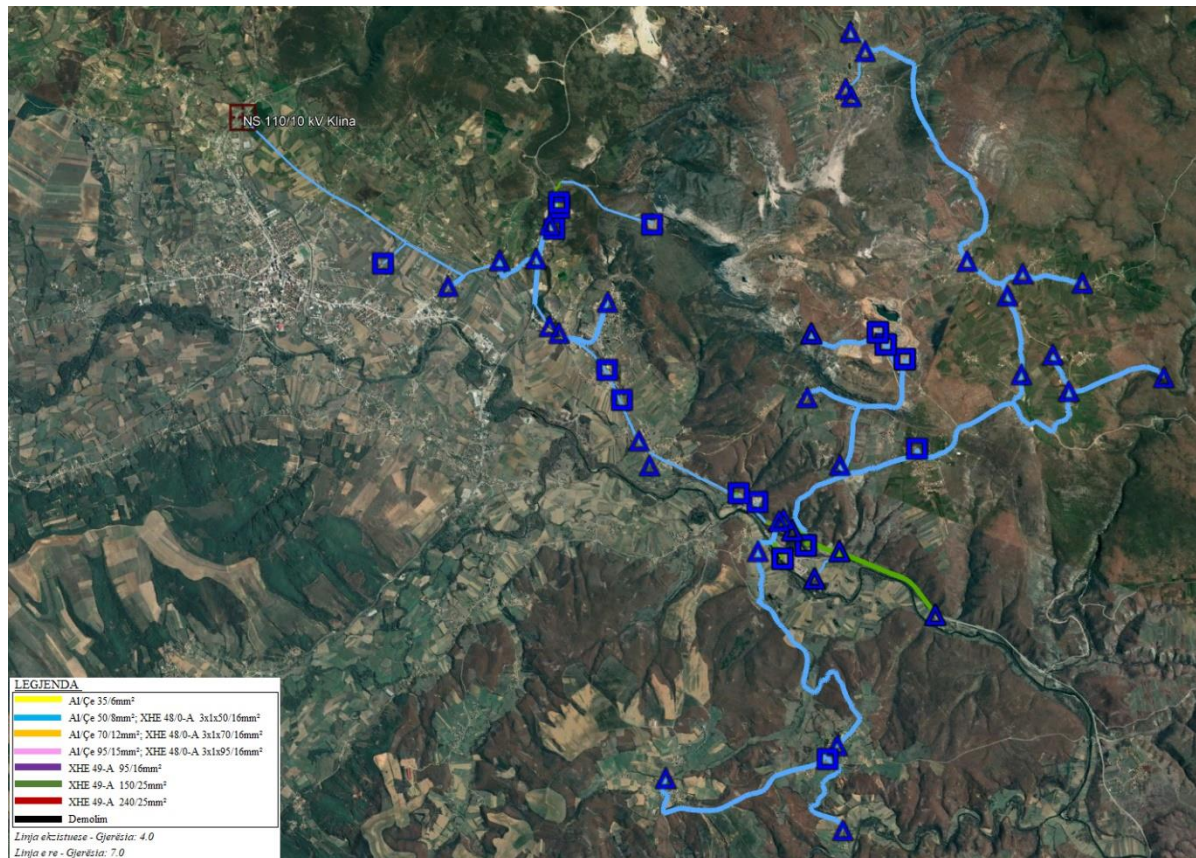 NS 110/10 kV Klina
LEGJENDA
Al/Çe 35/6mm²
Al/Çe 50/8mm²; XHE 48/0-A 3x1x50/16mm²
Al/Çe 70/12mm²; XHE 48/0-A 3x1x70/16mm²
Al/Çe 95/15mm²; XHE 48/0-A 3x1x95/16mm²
XHE 49-A 95/16mm²
XHE 49-A 150/25mm²
XHE 49-A 240/25mm²
Demolim
Linja ekzistuese - Gjerësia: 4.0
Linja e re - Gjerësia: 7.0